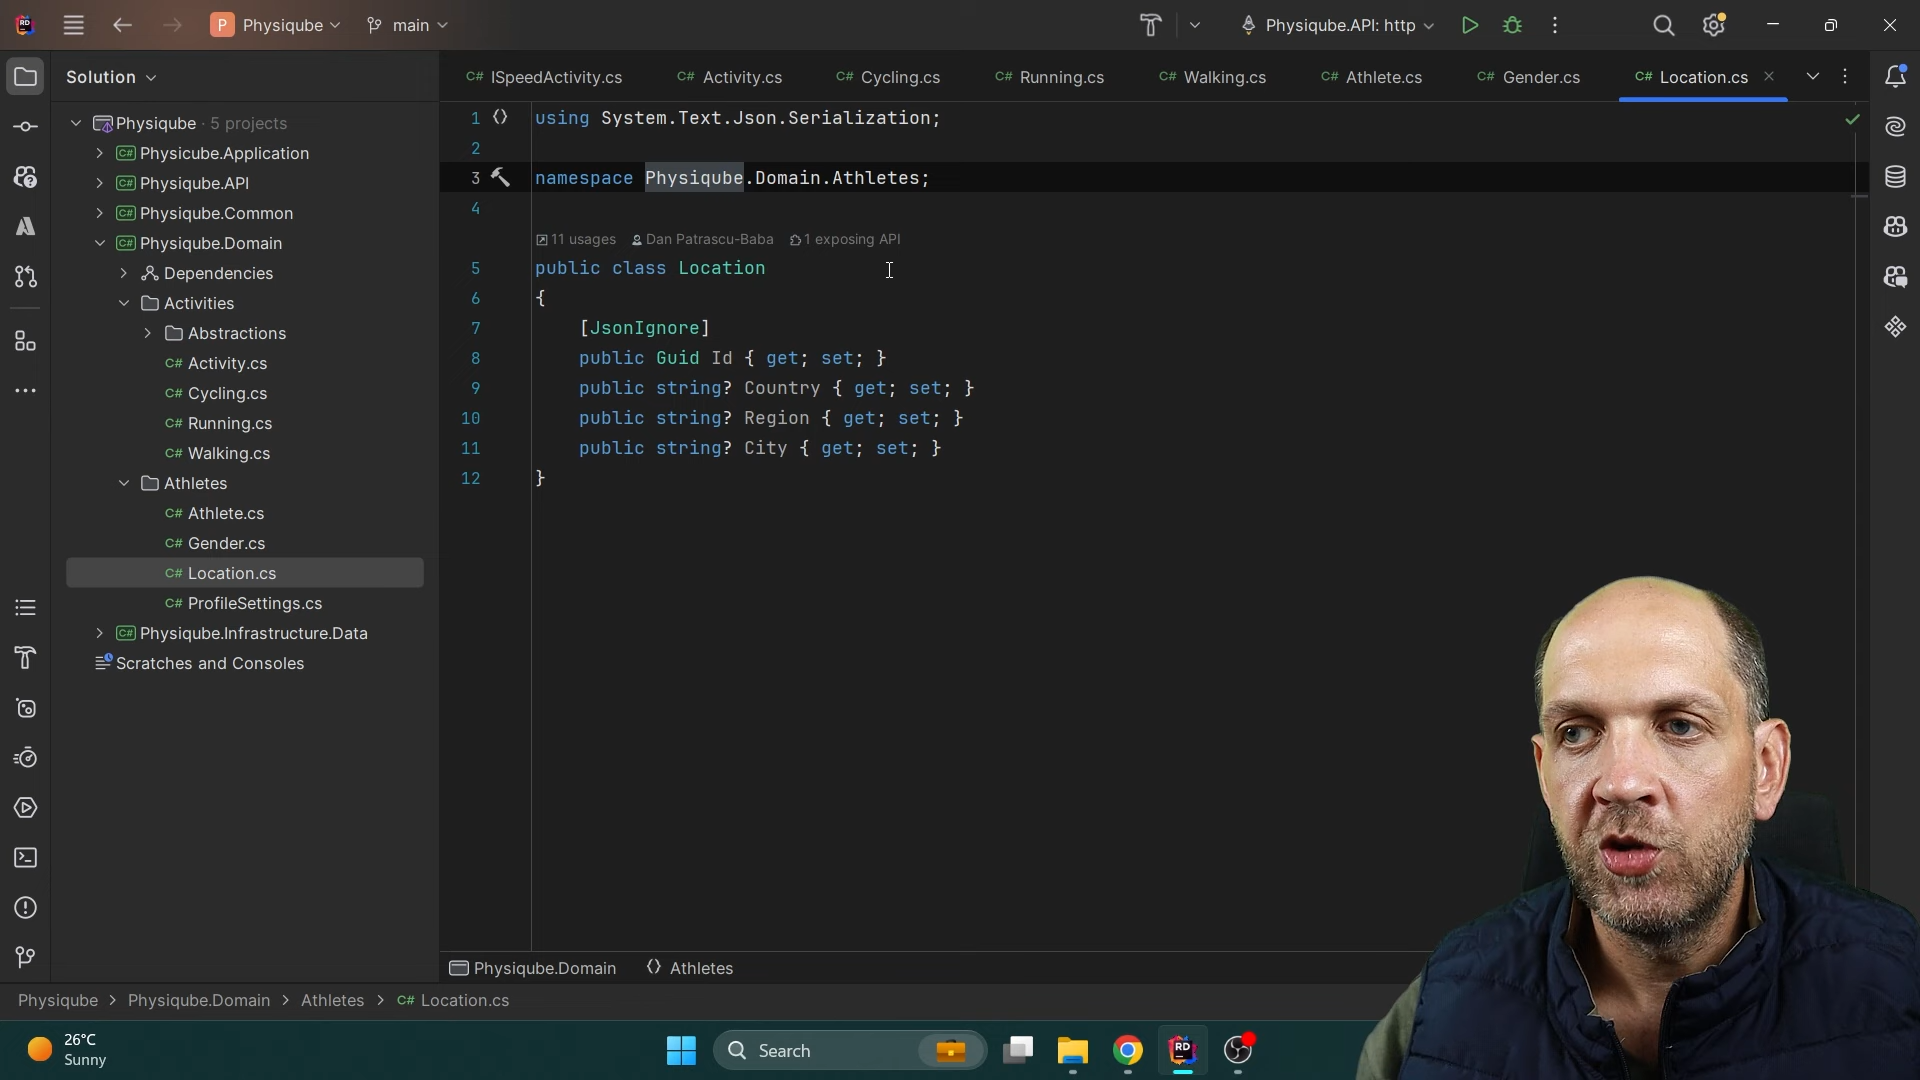 RD
P Physiqube
main
Physiqube.API: http
Solution
C# ISpeedActivity.cs
C# Activity.cs
C# Cycling.cs
C# Running.cs
C# Walking.cs
C# Athlete.cs
C# Gender.cs
C# Location.cs
Physiqube · 5 projects
C# Physicube.Application
C# Physiqube.API
C# Physiqube.Common
C# Physiqube.Domain
Dependencies
Activities
Abstractions
C# Activity.cs
C# Cycling.cs
C# Running.cs
C# Walking.cs
Athletes
C# Athlete.cs
C# Gender.cs
C# Location.cs
C# ProfileSettings.cs
C# Physiqube.Infrastructure.Data
Scratches and Consoles
1 using System.Text.Json.Serialization;
2
3 namespace Physiqube.Domain.Athletes;
4
11 usages Dan Patrascu-Baba 1 exposing API
5 public class Location
6 {
7 [JsonIgnore]
8 public Guid Id { get; set; }
9 public string? Country { get; set; }
10 public string? Region { get; set; }
11 public string? City { get; set; }
12 }
Physiqube.Domain
Athletes
Physiqube > Physiqube.Domain > Athletes > C# Location.cs
26°C
Sunny
Search
RD